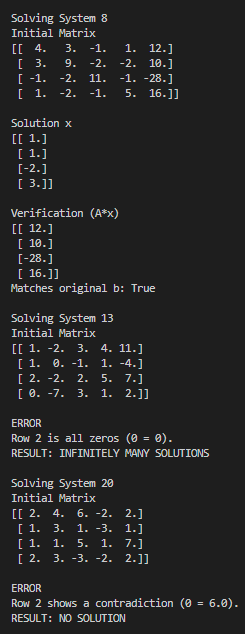 Solving System 8
Initial Matrix
[[  4.   3.  -1.   1.  12.]
 [  3.   9.  -2.  -2.  10.]
 [ -1.  -2.  11.  -1. -28.]
 [  1.  -2.  -1.   5.  16.]]
Solution x
[[ 1.]
 [ 1.]
 [-2.]
 [ 3.]]
Verification (A*x)
[[ 12.]
 [ 10.]
 [-28.]
 [ 16.]]
Matches original b: True
Solving System 13
Initial Matrix
[[ 1. -2.  3.  4. 11.]
 [ 1.  0. -1.  1. -4.]
 [ 2. -2.  2.  5.  7.]
 [ 0. -7.  3.  1.  2.]]
ERROR
Row 2 is all zeros (0 = 0).
RESULT: INFINITELY MANY SOLUTIONS
Solving System 20
Initial Matrix
[[ 2.  4.  6. -2.  2.]
 [ 1.  3.  1. -3.  1.]
 [ 1.  1.  5.  1.  7.]
 [ 2.  3. -3. -2.  2.]]
ERROR
Row 2 shows a contradiction (0 = 6.0).
RESULT: NO SOLUTION